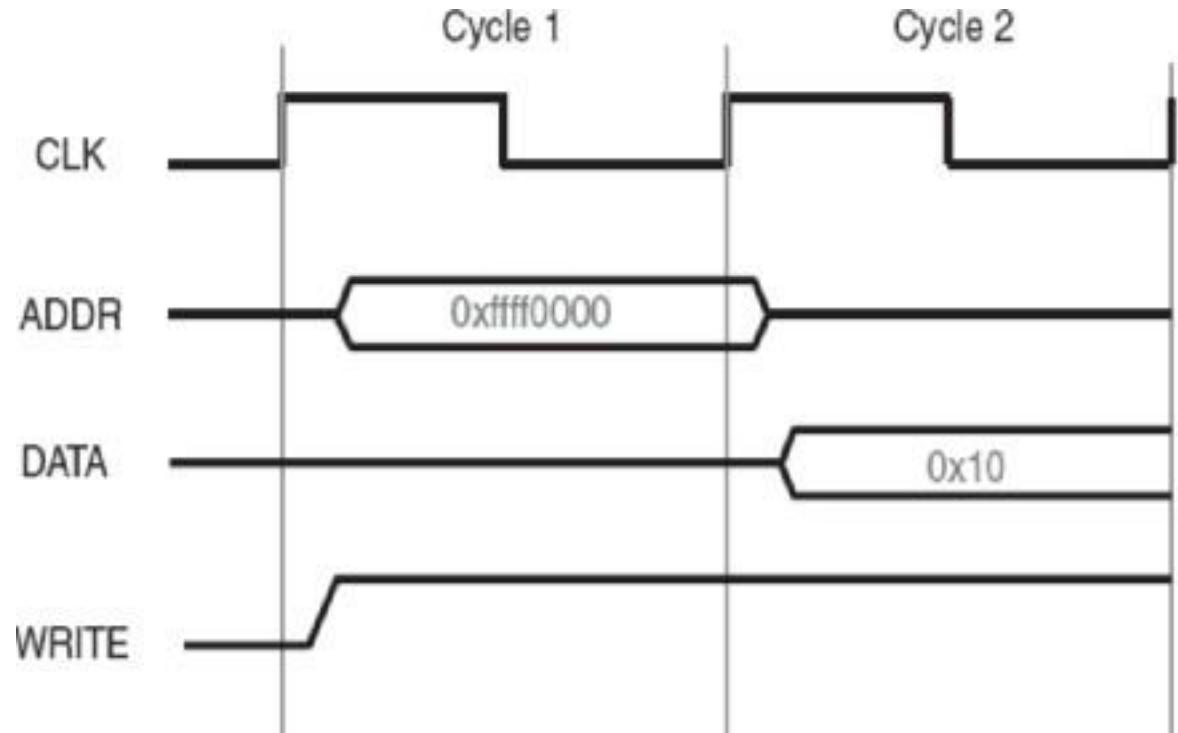 Cycle 1 Cycle 2
CLK
ADDR 0xffff0000
DATA 0x10
WRITE